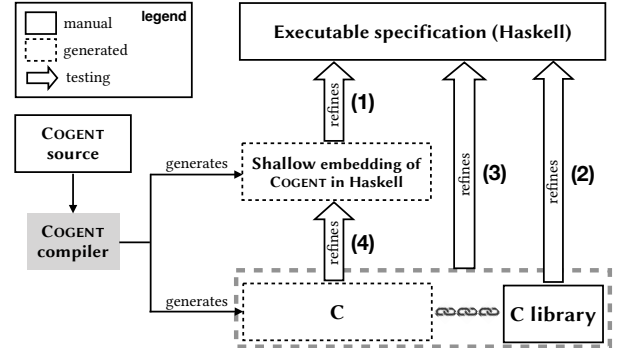 legend
manual
generated
testing
Executable specification (Haskell)
refines
(1)
refines
(3)
refines
(2)
COGENT
source
generates
Shallow embedding of
COGENT in Haskell
COGENT
compiler
refines
(4)
generates
C
C library